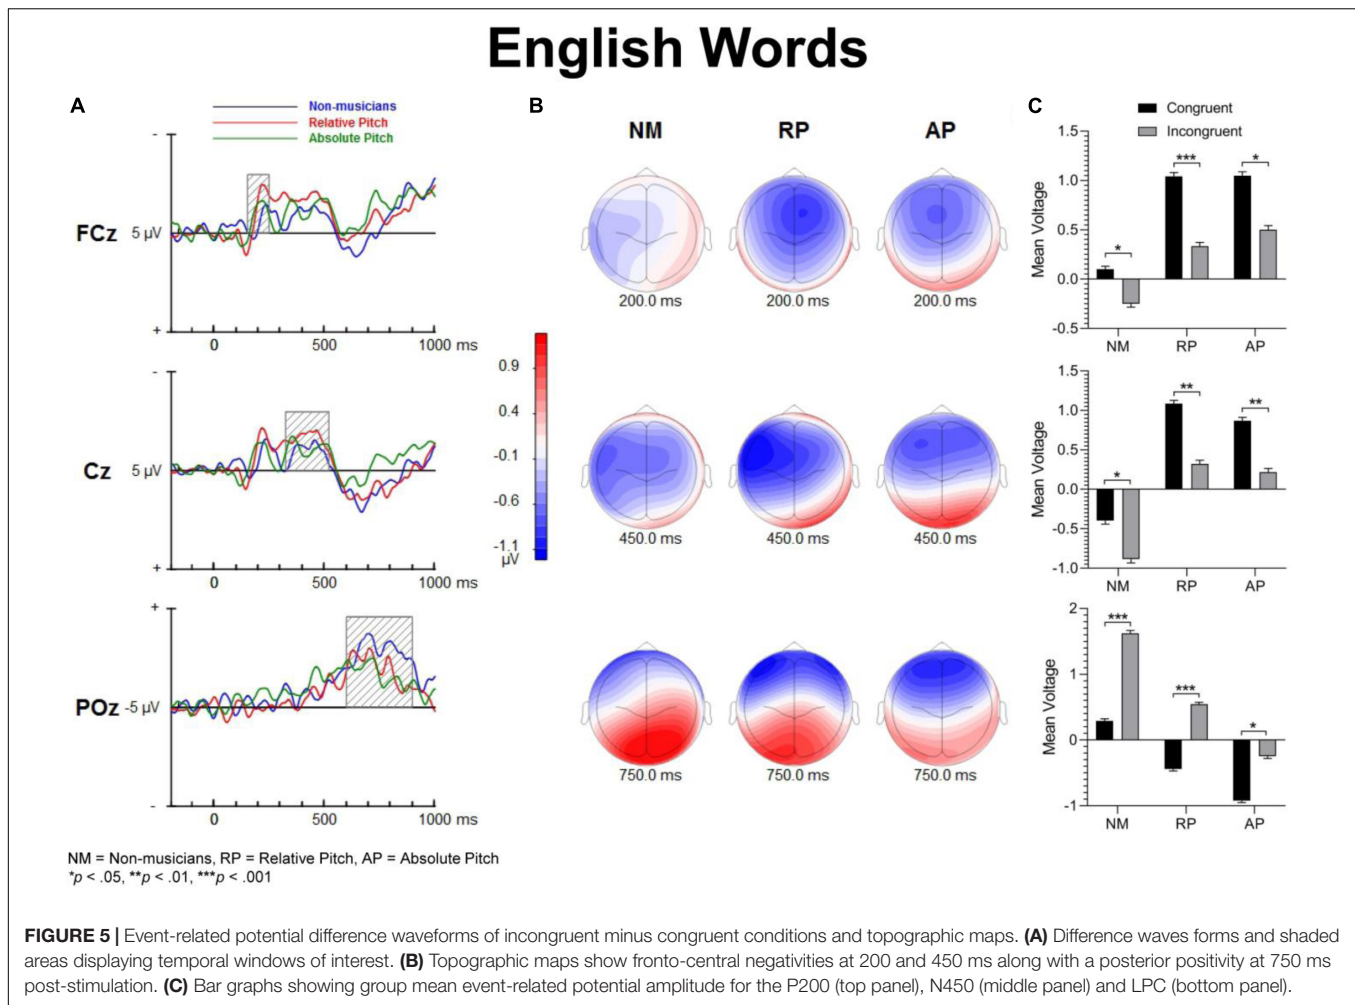 English Words
A
Non-musicians
Relative Pitch
Absolute Pitch
-
FCz 5 µV
+
0 500 1000 ms
-
Cz 5 µV
+
0 500 1000 ms
+
POz -5 µV
-
0 500 1000 ms
NM = Non-musicians, RP = Relative Pitch, AP = Absolute Pitch
*p < .05, **p < .01, ***p < .001
B
NM RP AP
200.0 ms 200.0 ms 200.0 ms
0.9
0.4
-0.1
-0.6
-1.1
µV
450.0 ms 450.0 ms 450.0 ms
750.0 ms 750.0 ms 750.0 ms
C
Congruent
Incongruent
Mean Voltage
1.5
1.0
0.5
0.0
-0.5
* *** *
NM RP AP
Mean Voltage
1.5
1.0
0.5
0.0
-0.5
-1.0
* ** **
NM RP AP
Mean Voltage
2
1
0
-1
*** *** *
NM RP AP
FIGURE 5 | Event-related potential difference waveforms of incongruent minus congruent conditions and topographic maps. (A) Difference waves forms and shaded
areas displaying temporal windows of interest. (B) Topographic maps show fronto-central negativities at 200 and 450 ms along with a posterior positivity at 750 ms
post-stimulation. (C) Bar graphs showing group mean event-related potential amplitude for the P200 (top panel), N450 (middle panel) and LPC (bottom panel).